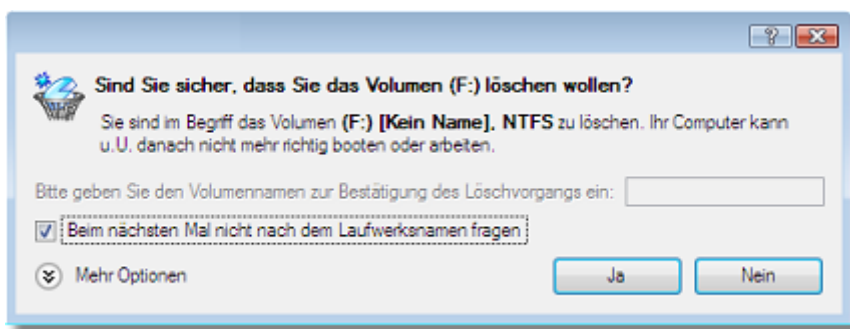 Sind Sie sicher, dass Sie das Volumen (F:) löschen wollen?
Sie sind im Begriff das Volumen (F:) [Kein Name], NTFS zu löschen. Ihr Computer kann
u.U. danach nicht mehr richtig booten oder arbeiten.
Bitte geben Sie den Volumennamen zur Bestätigung des Löschvorgangs ein:
Beim nächsten Mal nicht nach dem Laufwerksnamen fragen
Mehr Optionen Ja Nein